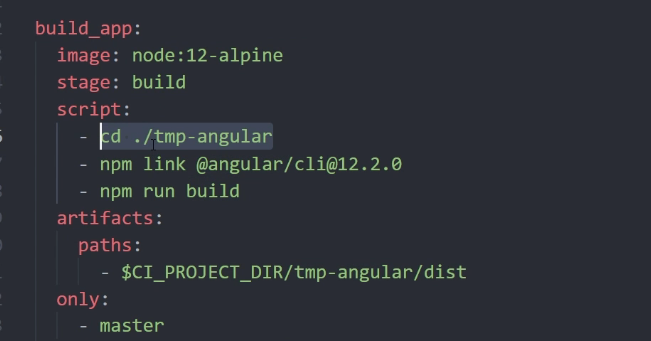 build_app:
image: node:12-alpine
stage: build
script:
- cd ./tmp-angular
- npm link @angular/cli@12.2.0
- npm run build
artifacts:
paths:
- $CI_PROJECT_DIR/tmp-angular/dist
only:
- master